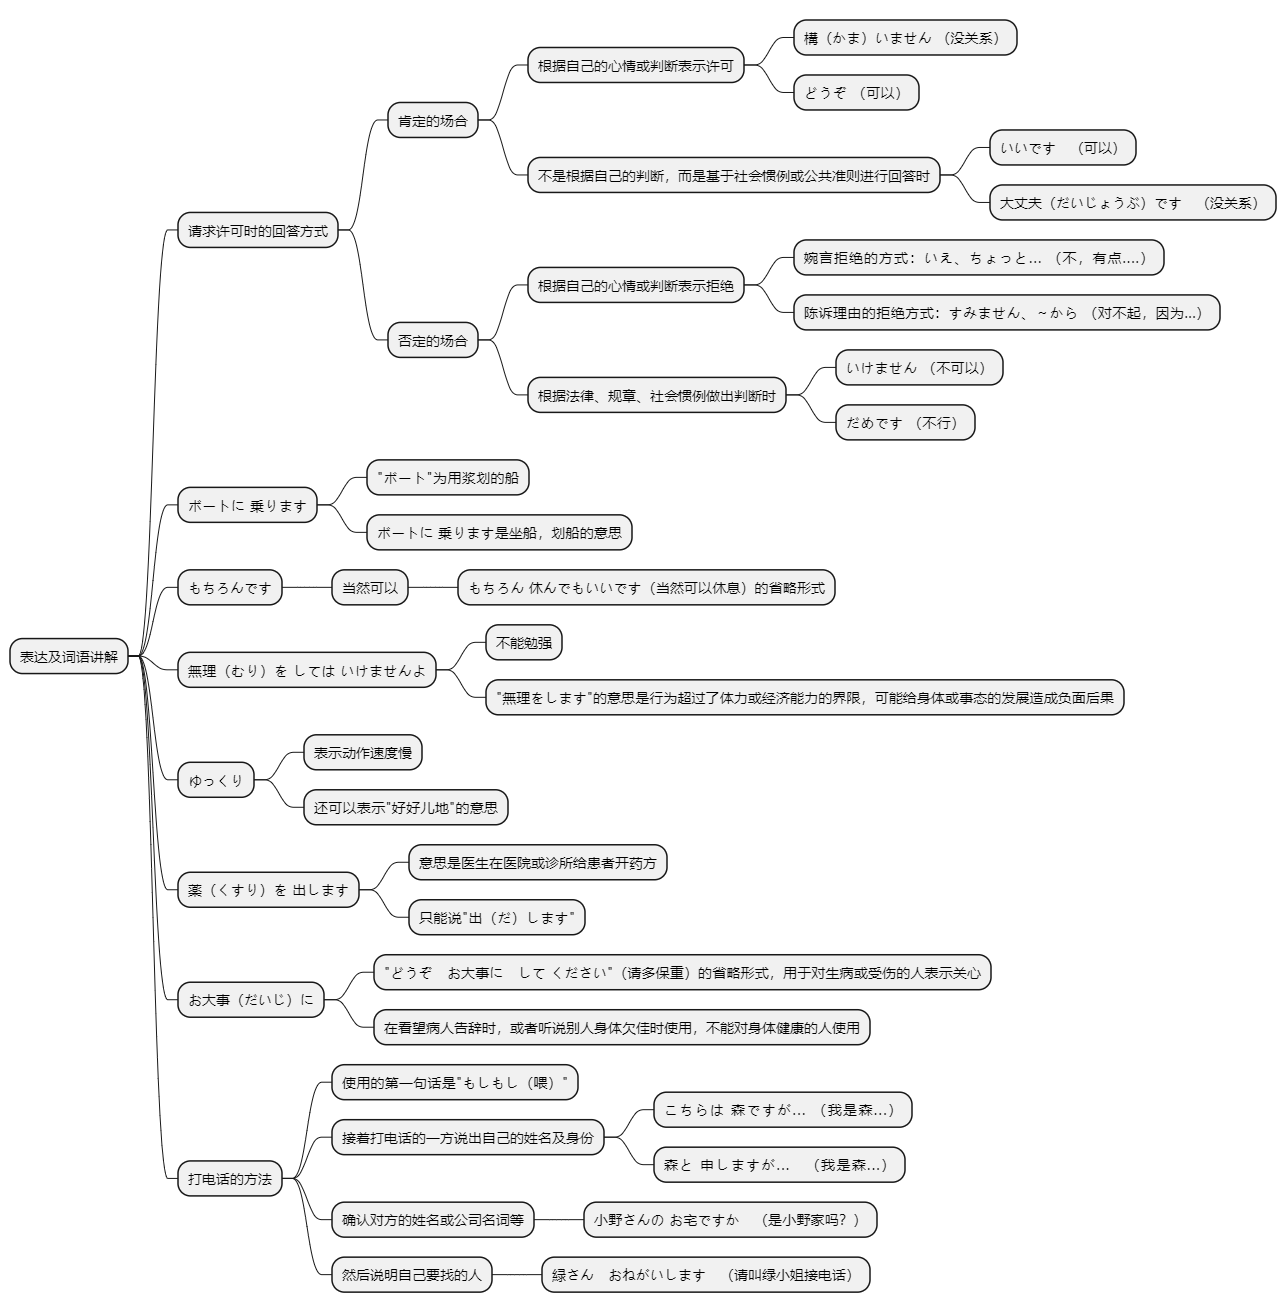 表达及词语讲解
请求许可时的回答方式
肯定的场合
根据自己的心情或判断表示许可
構（かま）いません （没关系）
どうぞ （可以）
不是根据自己的判断，而是基于社会惯例或公共准则进行回答时
いいです　（可以）
大丈夫（だいじょうぶ）です　（没关系）
否定的场合
根据自己的心情或判断表示拒绝
婉言拒绝的方式：いえ、ちょっと... （不，有点....）
陈诉理由的拒绝方式：すみません、～から （对不起，因为...）
根据法律、规章、社会惯例做出判断时
いけません （不可以）
だめです （不行）
ボートに 乗ります
"ボート"为用浆划的船
ボートに 乗ります是坐船，划船的意思
もちろんです
当然可以
もちろん 休んでもいいです（当然可以休息）的省略形式
無理（むり）を しては いけませんよ
不能勉强
"無理をします"的意思是行为超过了体力或经济能力的界限，可能给身体或事态的发展造成负面后果
ゆっくり
表示动作速度慢
还可以表示"好好儿地"的意思
薬（くすり）を 出します
意思是医生在医院或诊所给患者开药方
只能说"出（だ）します"
お大事（だいじ）に
"どうぞ　お大事に　して ください"（请多保重）的省略形式，用于对生病或受伤的人表示关心
在看望病人告辞时，或者听说别人身体欠佳时使用，不能对身体健康的人使用
打电话的方法
使用的第一句话是"もしもし（喂）"
接着打电话的一方说出自己的姓名及身份
こちらは 森ですが... （我是森...）
森と 申しますが...　（我是森...）
确认对方的姓名或公司名词等
小野さんの お宅ですか　（是小野家吗？）
然后说明自己要找的人
緑さん　おねがいします　（请叫绿小姐接电话）